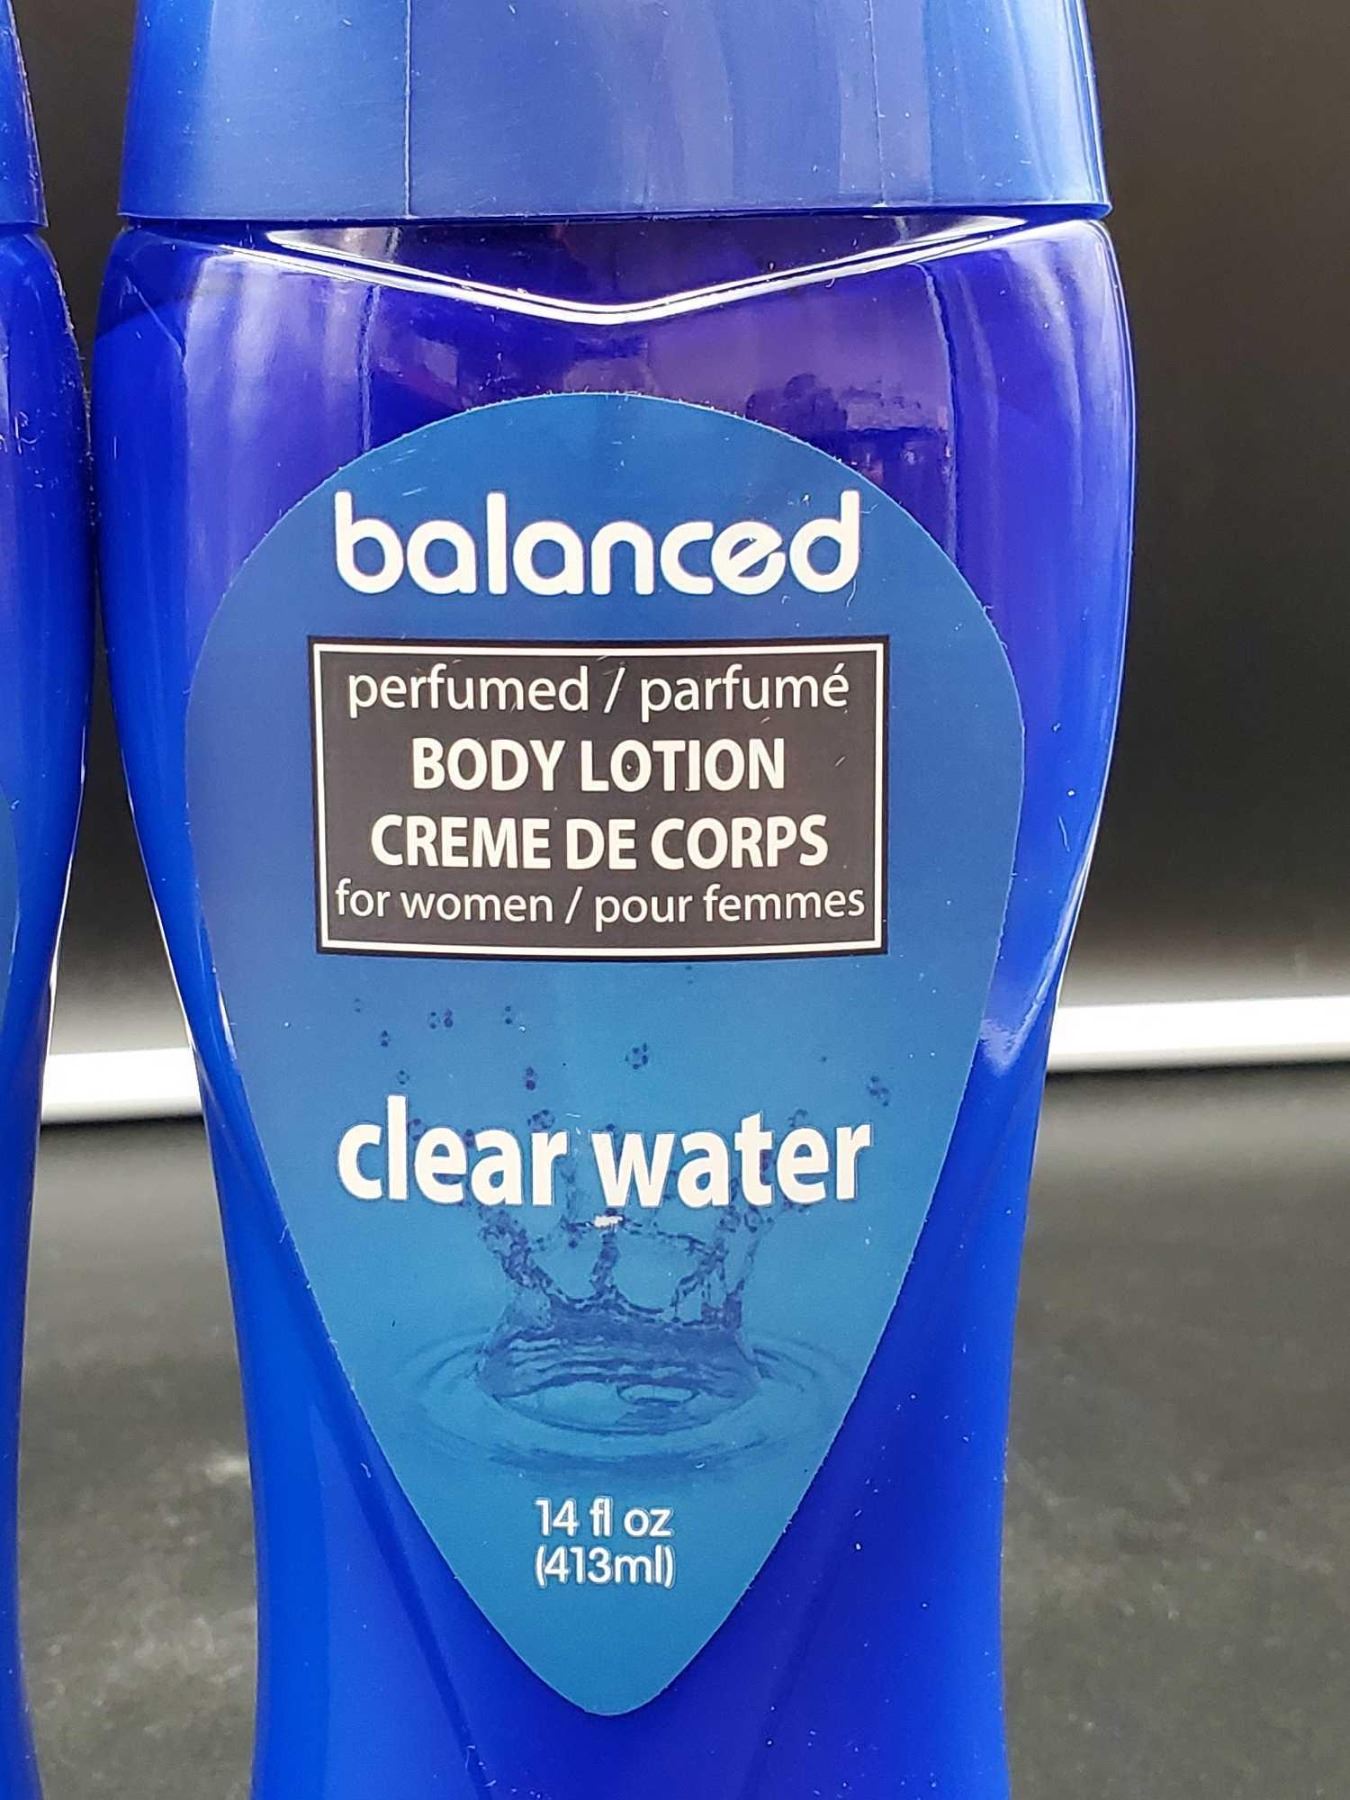 balanced
perfumed / parfumé
BODY LOTION
CREME DE CORPS
for women / pour femmes
clear water
14 fl oz
(413ml)